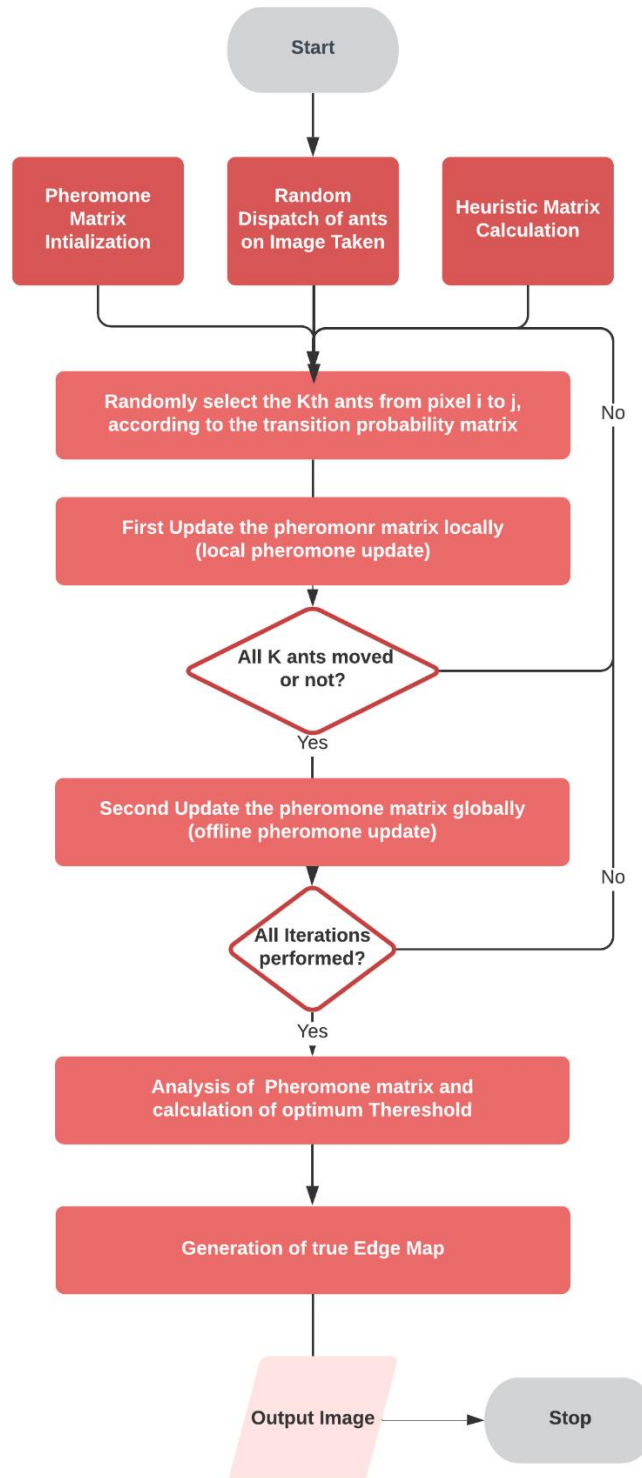 Start
Pheromone
Matrix
Intialization
Random
Dispatch of ants
on Image Taken
Heuristic Matrix
Calculation
Randomly select the Kth ants from pixel i to j,
according to the transition probability matrix
No
First Update the pheromonr matrix locally
(local pheromone update)
All K ants moved
or not?
Yes
Second Update the pheromone matrix globally
(offline pheromone update)
No
All Iterations
performed?
Yes
Analysis of  Pheromone matrix and
calculation of optimum Thereshold
Generation of true Edge Map
Output Image
Stop